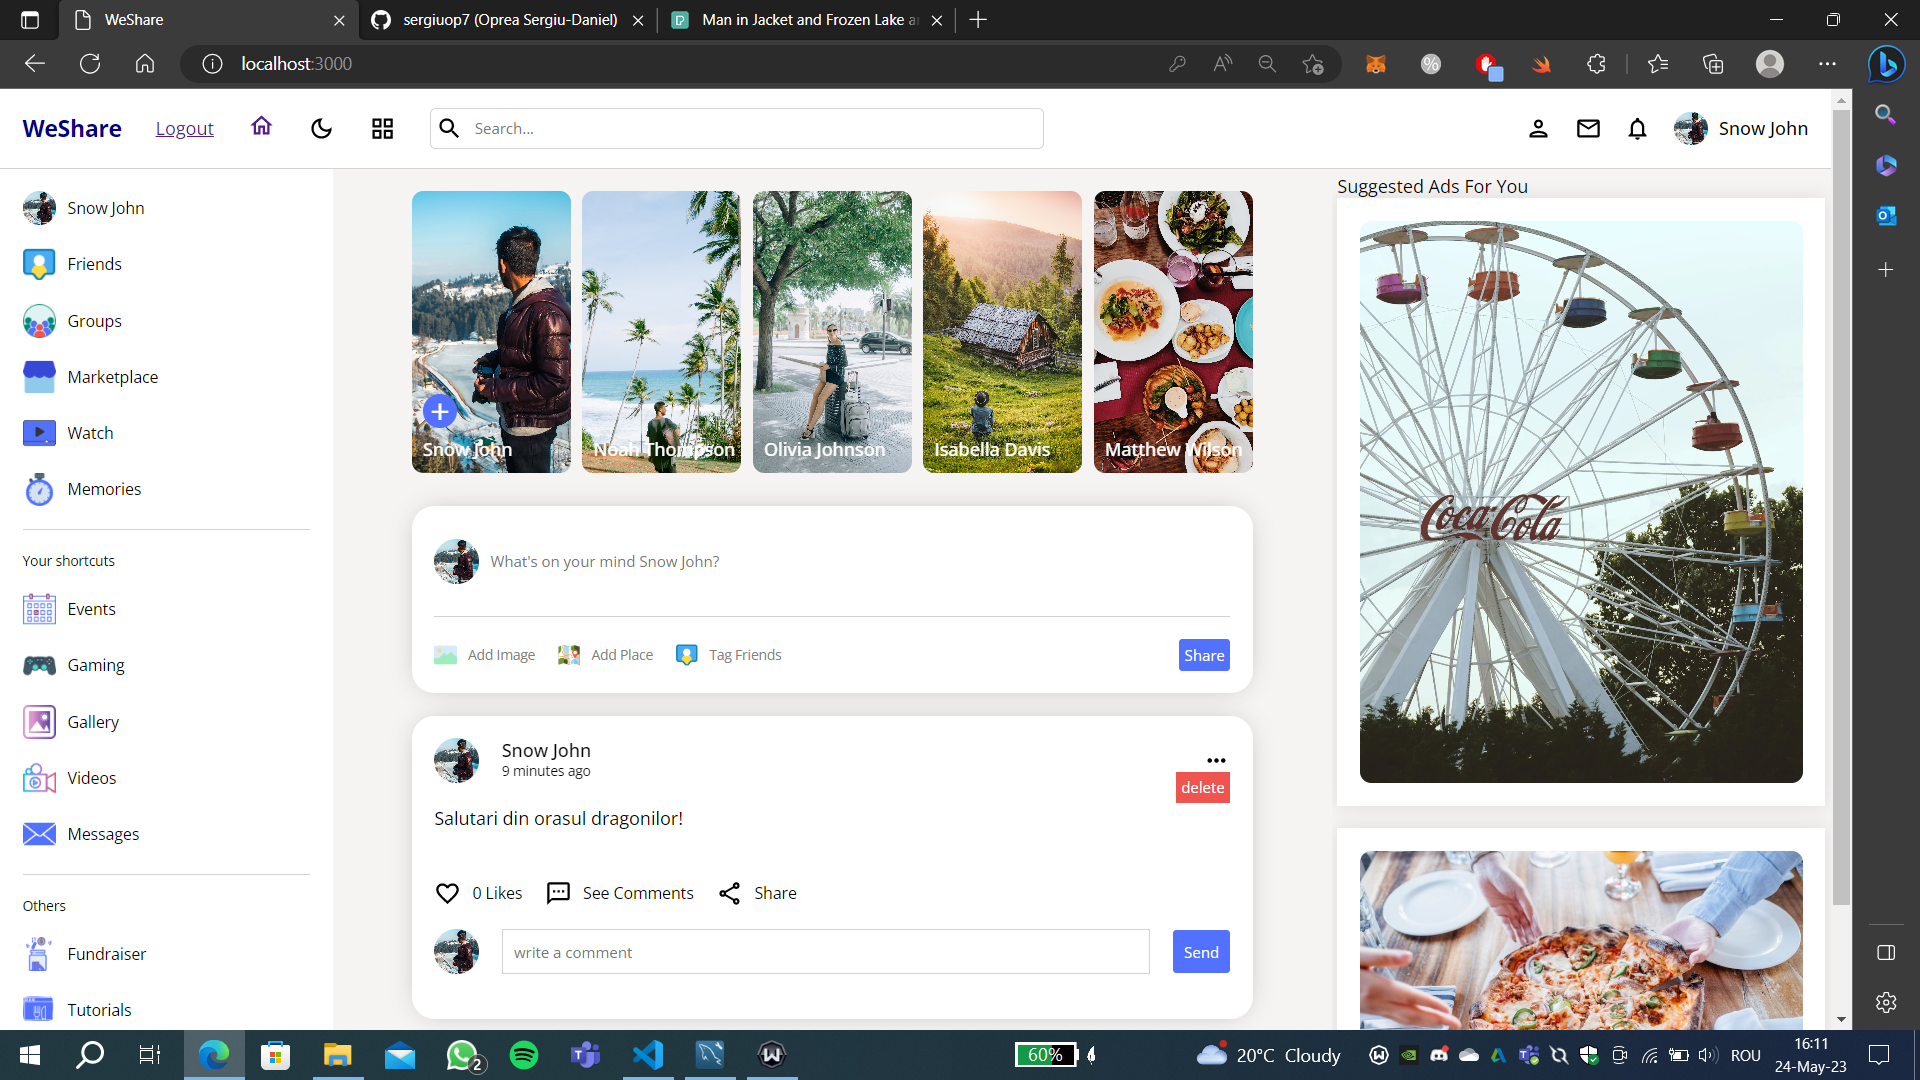 WeShare
sergiuop7 (Oprea Sergiu-Daniel)
Man in Jacket and Frozen Lake a
localhost:3000
WeShare
Logout
Search...
Snow John
Snow John
Friends
Groups
Marketplace
Watch
Memories
Your shortcuts
Events
Gaming
Gallery
Videos
Messages
Others
Fundraiser
Tutorials
Snow John
Noah Thompson
Olivia Johnson
Isabella Davis
Matthew Wilson
What's on your mind Snow John?
Add Image
Add Place
Tag Friends
Share
Snow John
9 minutes ago
delete
Salutari din orasul dragonilor!
0 Likes
See Comments
Share
write a comment
Send
Suggested Ads For You
Coca-Cola
2
60%
20°C Cloudy
ROU
16:11
24-May-23